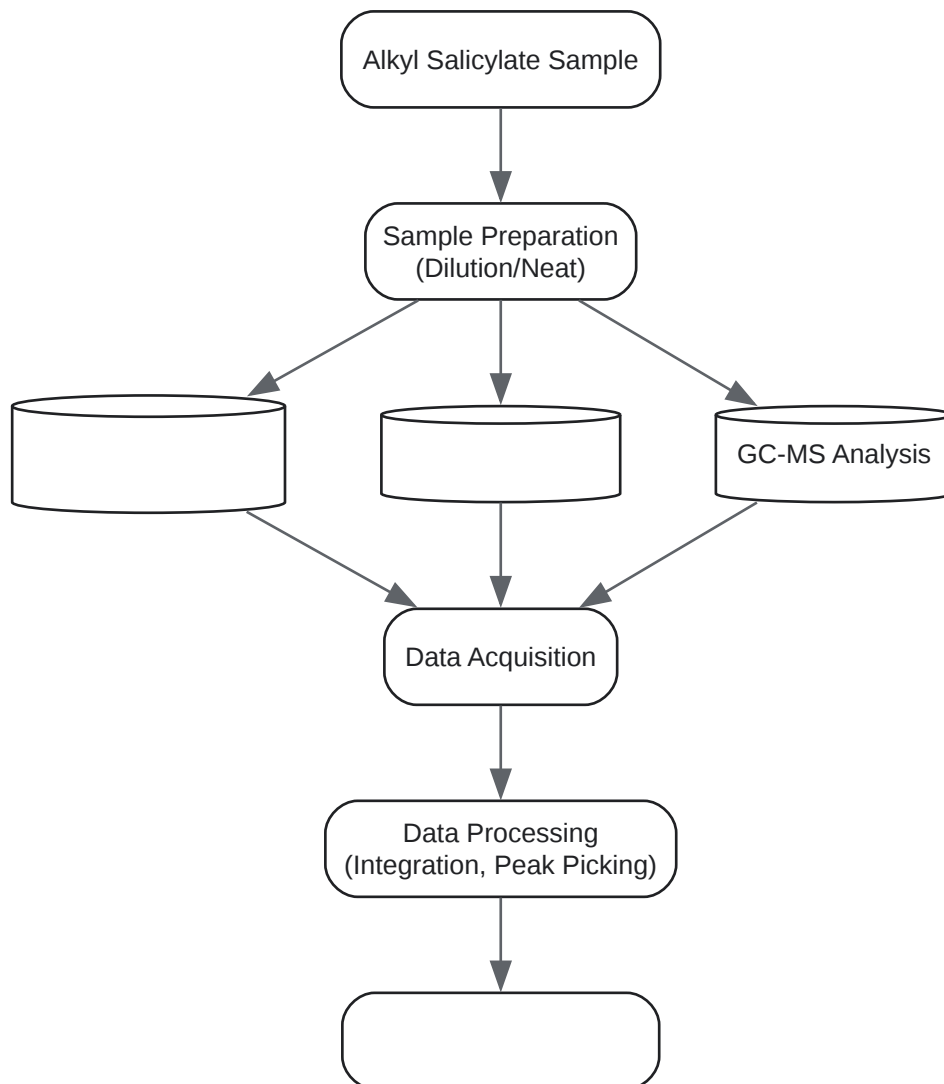 Alkyl Salicylate Sample
Sample Preparation
(Dilution/Neat)
GC-MS Analysis
Data Acquisition
Data Processing
(Integration, Peak Picking)